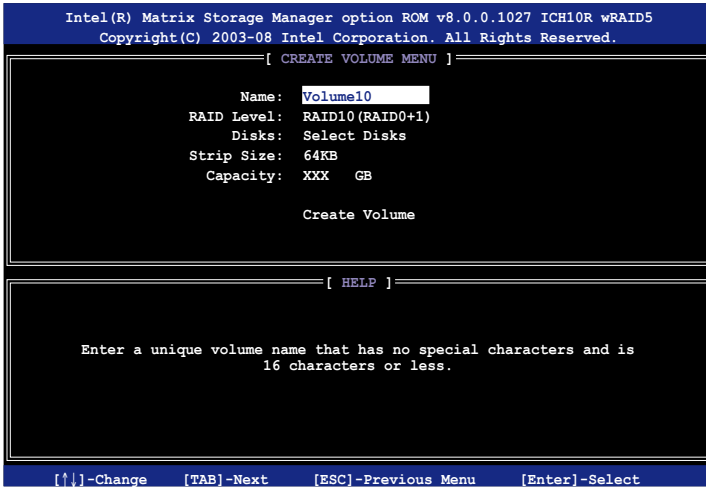 Intel(R) Matrix Storage Manager option ROM v8.0.0.1027 ICH10R wRAID5
Copyright(C) 2003-08 Intel Corporation. All Rights Reserved.
[ CREATE VOLUME MENU ]
Name: Volume10
RAID Level: RAID10(RAID0+1)
Disks: Select Disks
Strip Size: 64KB
Capacity: XXX GB
Create Volume
[ HELP ]
Enter a unique volume name that has no special characters and is
16 characters or less.
[↑↓]-Change [TAB]-Next [ESC]-Previous Menu [Enter]-Select